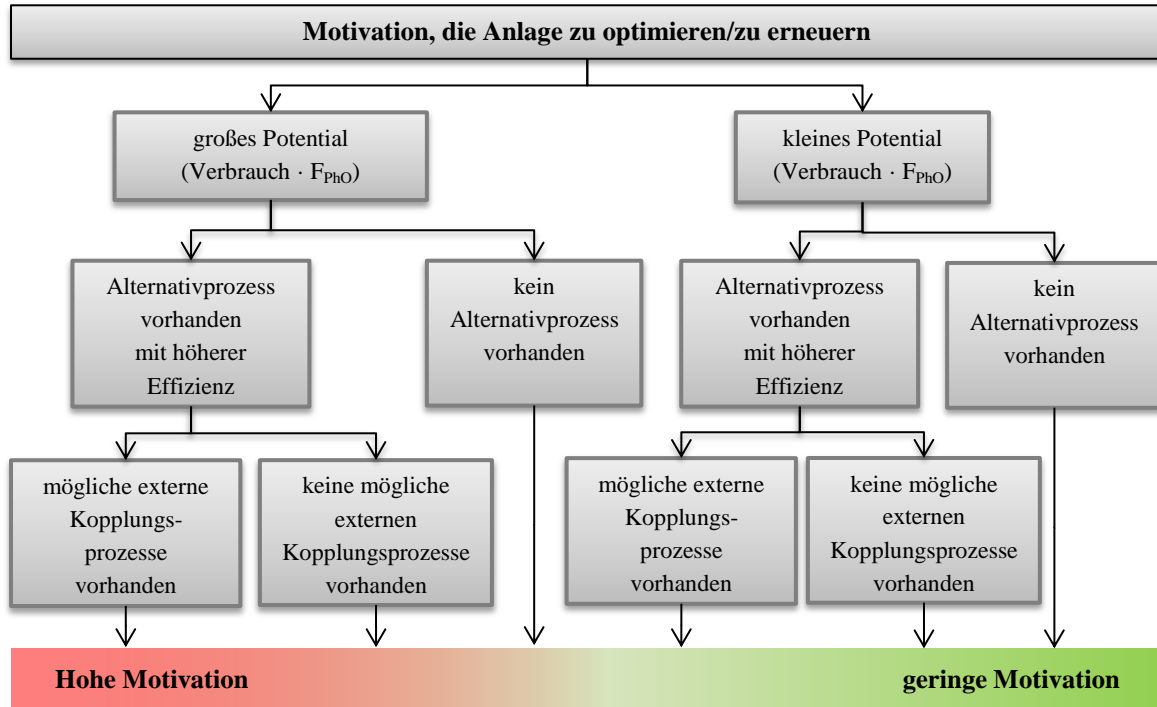 Motivation, die Anlage zu optimieren/zu erneuern
großes Potential
(Verbrauch · FPhO)
kleines Potential
(Verbrauch · FPhO)
Alternativprozess
vorhanden
mit höherer
Effizienz
kein
Alternativprozess
vorhanden
Alternativprozess
vorhanden
mit höherer
Effizienz
kein
Alternativprozess
vorhanden
mögliche externe
Kopplungs-
prozesse
vorhanden
keine mögliche
externen
Kopplungsprozesse
vorhanden
mögliche externe
Kopplungs-
prozesse
vorhanden
keine mögliche
externen
Kopplungsprozesse
vorhanden
Hohe Motivation
geringe Motivation